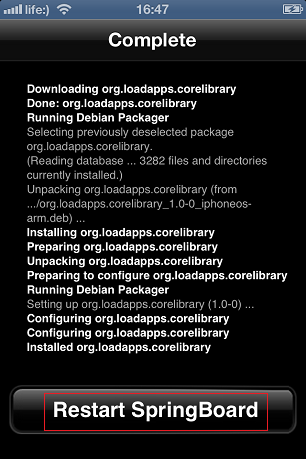 life:) 16:47
Complete
Downloading org.loadapps.corelibrary
Done: org.loadapps.corelibrary
Running Debian Packager
Selecting previously deselected package
org.loadapps.corelibrary.
(Reading database ... 3282 files and directories
currently installed.)
Unpacking org.loadapps.corelibrary (from
.../org.loadapps.corelibrary_1.0-0_iphoneos-
arm.deb) ...
Installing org.loadapps.corelibrary
Preparing org.loadapps.corelibrary
Unpacking org.loadapps.corelibrary
Preparing to configure org.loadapps.corelibrary
Running Debian Packager
Setting up org.loadapps.corelibrary (1.0-0) ...
Configuring org.loadapps.corelibrary
Configuring org.loadapps.corelibrary
Installed org.loadapps.corelibrary
Restart SpringBoard